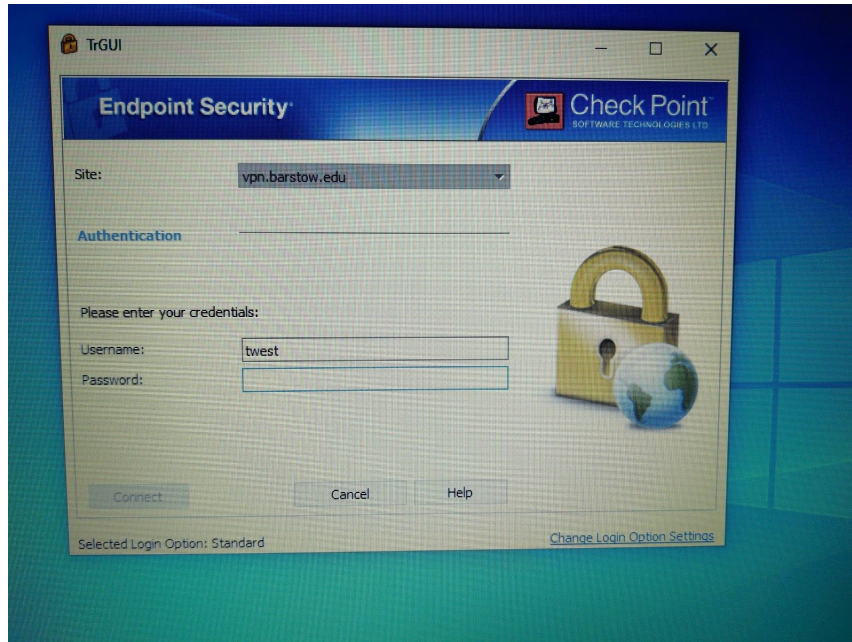 TrGUI
Endpoint Security
Check Point™
SOFTWARE TECHNOLOGIES LTD
Site: vpn.barstow.edu
Authentication
Please enter your credentials:
Username: twest
Password:
Connect Cancel Help
Selected Login Option: Standard Change Login Option Settings